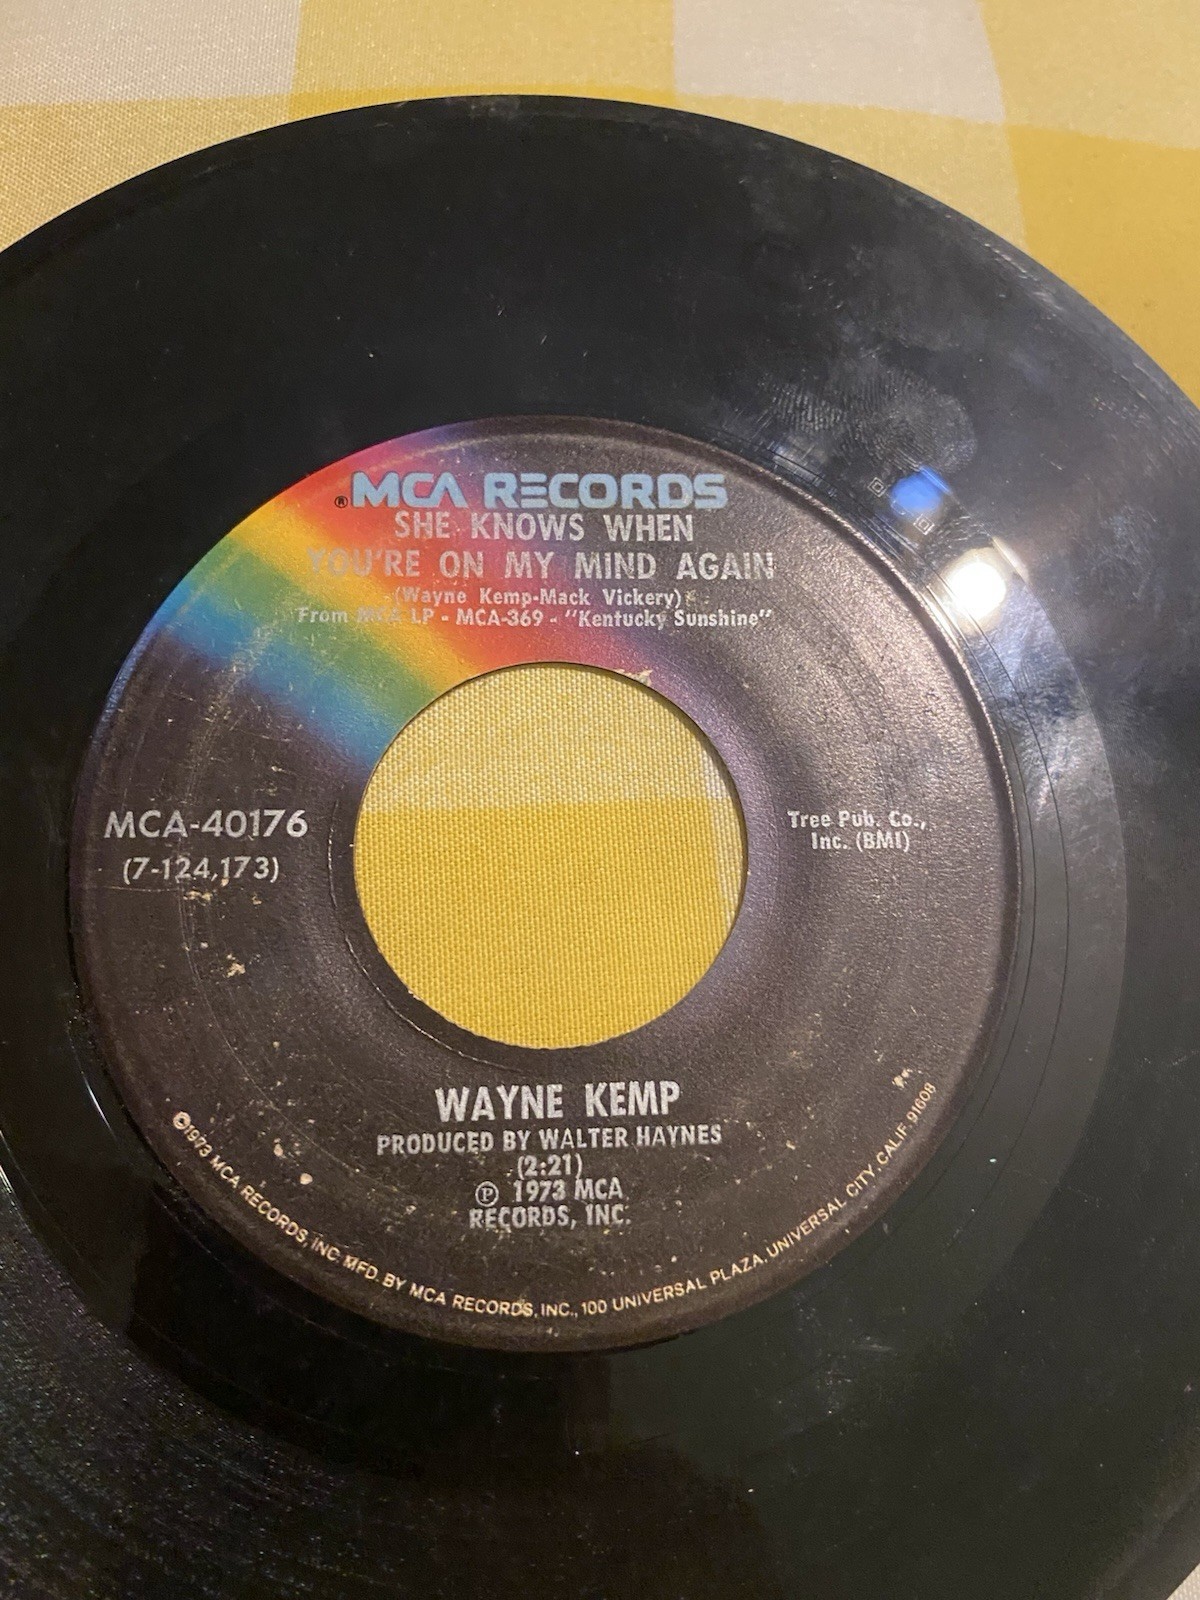 ® MCA RECORDS
SHE KNOWS WHEN
YOU'RE ON MY MIND AGAIN
(Wayne Kemp-Mack Vickery)
From MCA LP - MCA-369 - "Kentucky Sunshine"
MCA-40176
(7-124,173)
Tree Pub. Co.,
Inc. (BMI)
WAYNE KEMP
PRODUCED BY WALTER HAYNES
(2:21)
℗ 1973 MCA
RECORDS, INC.
©1973 MCA RECORDS, INC. MFD. BY MCA RECORDS, INC., 100 UNIVERSAL PLAZA, UNIVERSAL CITY, CALIF. 91608